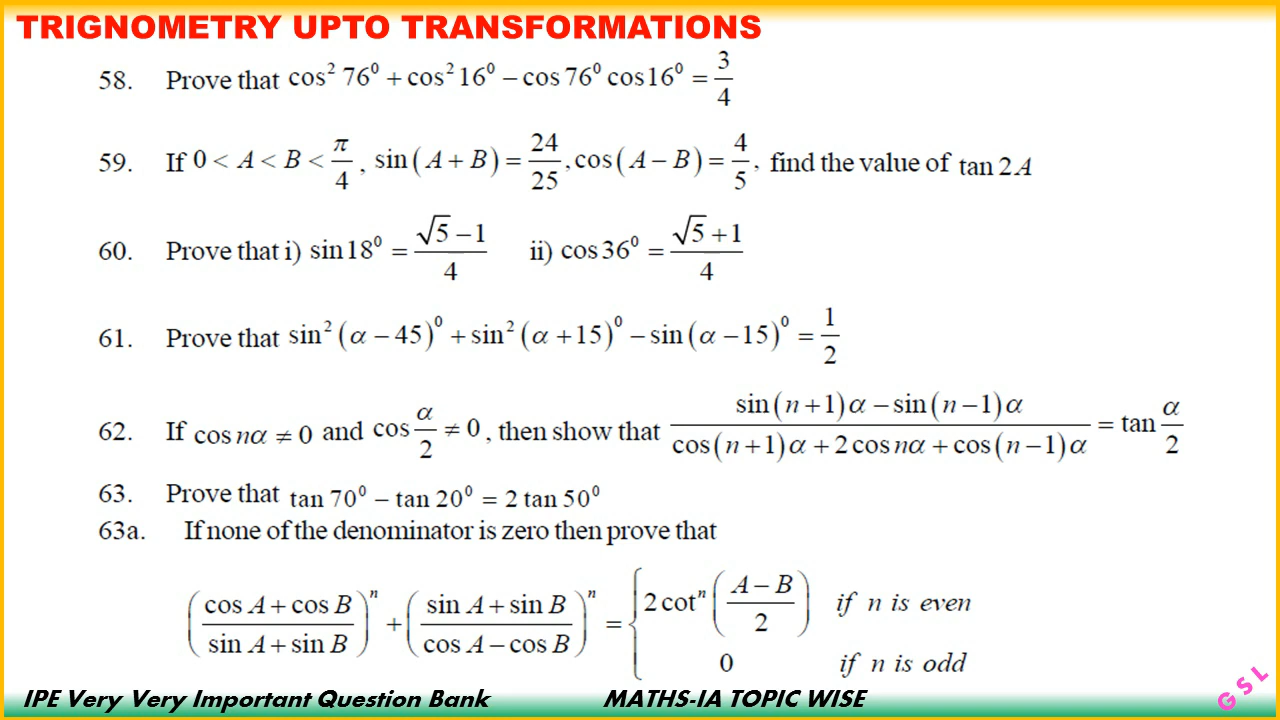 TRIGNOMETRY UPTO TRANSFORMATIONS
58. Prove that cos² 76⁰ + cos² 16⁰ − cos 76⁰ cos 16⁰ = 3/4
59. If 0 < A < B < π/4, sin(A + B) = 24/25, cos(A − B) = 4/5, find the value of tan 2A
60. Prove that i) sin 18⁰ = (√5 − 1)/4 ii) cos 36⁰ = (√5 + 1)/4
61. Prove that sin² (α − 45)⁰ + sin² (α + 15)⁰ − sin (α − 15)⁰ = 1/2
62. If cos nα ≠ 0 and cos α/2 ≠ 0, then show that (sin(n + 1)α − sin(n − 1)α)/(cos(n + 1)α + 2 cos nα + cos(n − 1)α) = tan α/2
63. Prove that tan 70⁰ − tan 20⁰ = 2 tan 50⁰
63a. If none of the denominator is zero then prove that
((cos A + cos B)/(sin A + sin B))ⁿ + ((sin A + sin B)/(cos A − cos B))ⁿ = { 2 cotⁿ ((A − B)/2) if n is even
0 if n is odd
IPE Very Very Important Question Bank MATHS-IA TOPIC WISE
GSL